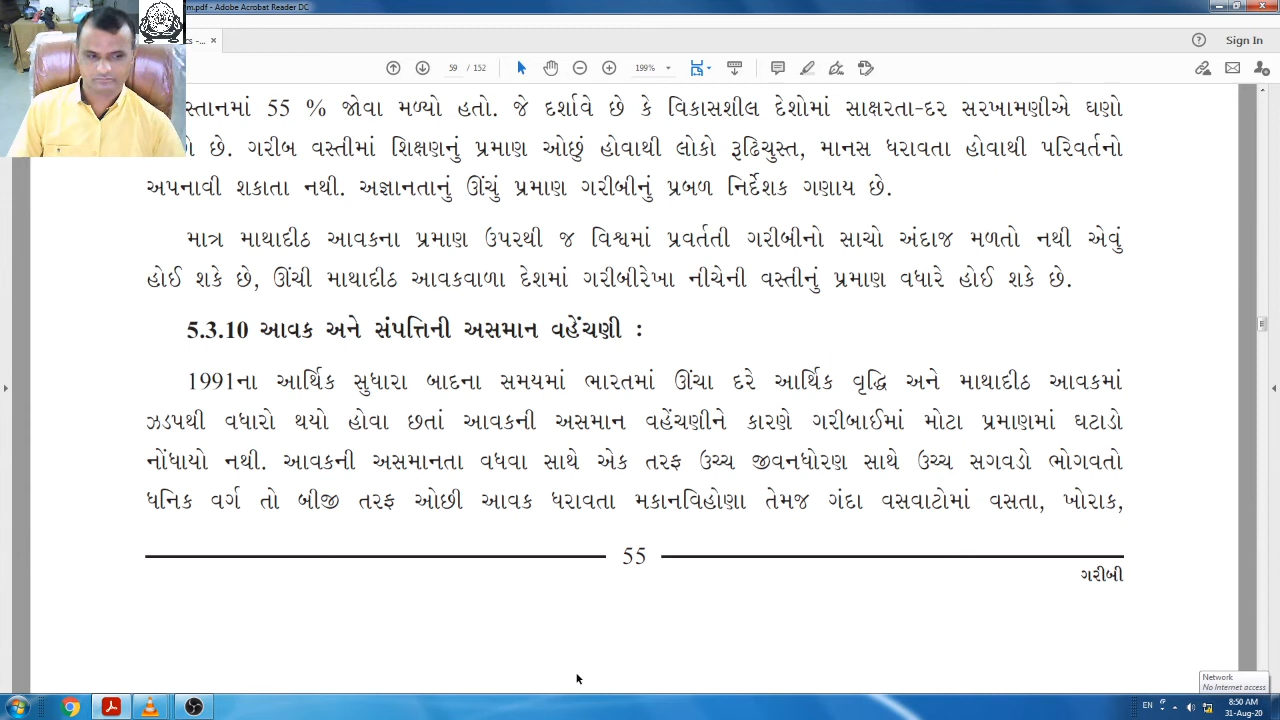 m.pdf - Adobe Acrobat Reader DC
cs -... ×
Sign In
59 / 152
199%
સ્તાનમાં 55 % જોવા મળ્યો હતો. જે દર્શાવે છે કે વિકાસશીલ દેશોમાં સાક્ષરતા-દર સરખામણીએ ઘણો
છે. ગરીબ વસ્તીમાં શિક્ષણનું પ્રમાણ ઓછું હોવાથી લોકો રૂઢિચુસ્ત, માનસ ધરાવતા હોવાથી પરિવર્તનો
અપનાવી શકાતા નથી. અજ્ઞાનતાનું ઊંચું પ્રમાણ ગરીબીનું પ્રબળ નિર્દેશક ગણાય છે.
માત્ર માથાદીઠ આવકના પ્રમાણ ઉપરથી જ વિશ્વમાં પ્રવર્તતી ગરીબીનો સાચો અંદાજ મળતો નથી એવું
હોઈ શકે છે, ઊંચી માથાદીઠ આવકવાળા દેશમાં ગરીબીરેખા નીચેની વસ્તીનું પ્રમાણ વધારે હોઈ શકે છે.
5.3.10 આવક અને સંપત્તિની અસમાન વહેંચણી :
1991ના આર્થિક સુધારા બાદના સમયમાં ભારતમાં ઊંચા દરે આર્થિક વૃદ્ધિ અને માથાદીઠ આવકમાં
ઝડપથી વધારો થયો હોવા છતાં આવકની અસમાન વહેંચણીને કારણે ગરીબાઈમાં મોટા પ્રમાણમાં ઘટાડો
નોંધાયો નથી. આવકની અસમાનતા વધવા સાથે એક તરફ ઉચ્ચ જીવનધોરણ સાથે ઉચ્ચ સગવડો ભોગવતો
ધનિક વર્ગ તો બીજી તરફ ઓછી આવક ધરાવતા મકાનવિહોણા તેમજ ગંદા વસવાટોમાં વસતા, ખોરાક,
55
ગરીબી
Network
No Internet access
EN
8:50 AM
31-Aug-20